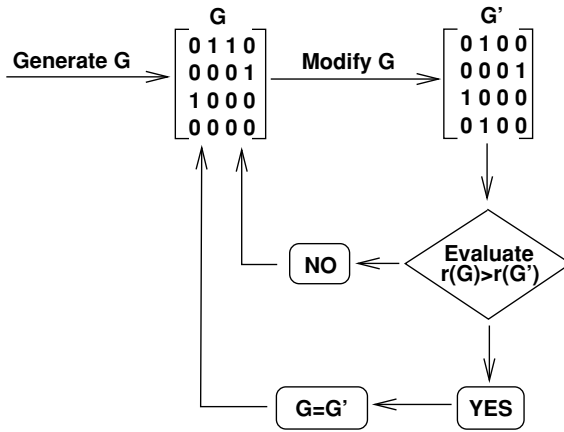 G
0 1 1 0
0 0 0 1
1 0 0 0
0 0 0 0
Generate G
Modify G
G’
0 1 0 0
0 0 0 1
1 0 0 0
0 1 0 0
Evaluate
r(G)>r(G’)
NO
YES
G=G’